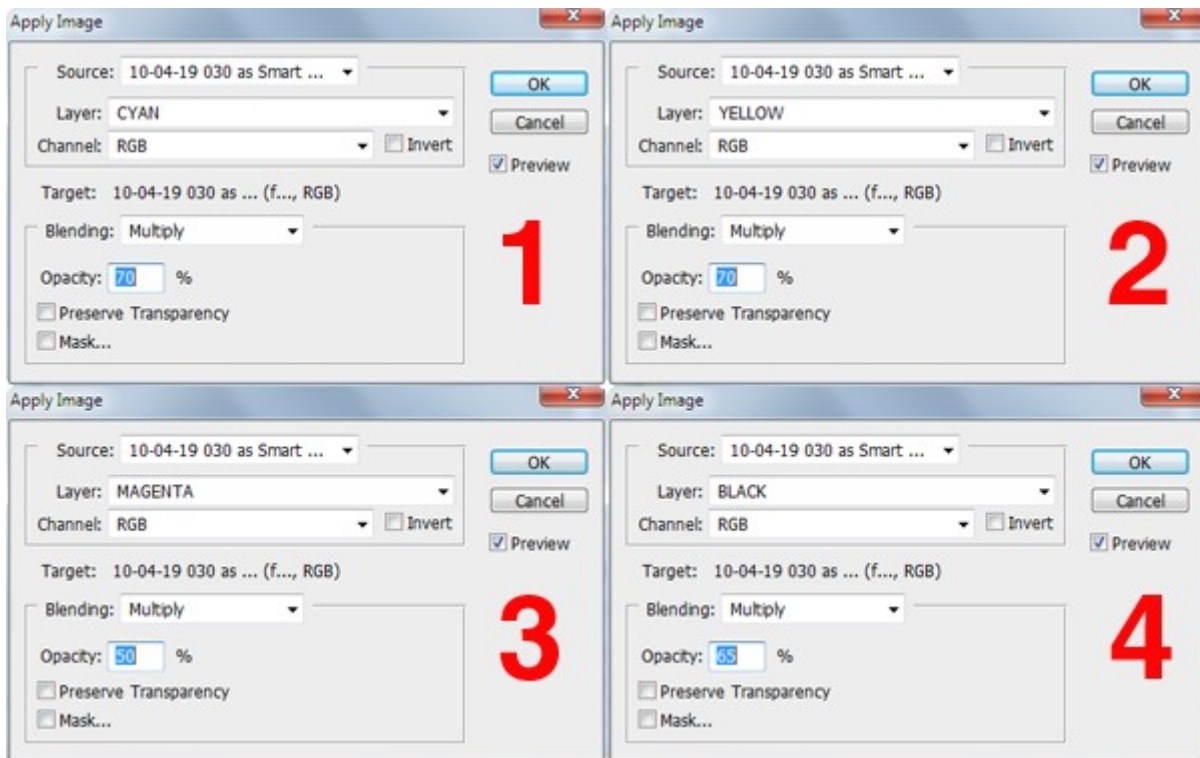 Apply Image
Source: 10-04-19 030 as Smart ...
OK
Layer: CYAN
Cancel
Channel: RGB
Invert
Preview
Target: 10-04-19 030 as ... (f..., RGB)
Blending: Multiply
1
Opacity: 70 %
Preserve Transparency
Mask...
Apply Image
Source: 10-04-19 030 as Smart ...
OK
Layer: YELLOW
Cancel
Channel: RGB
Invert
Preview
Target: 10-04-19 030 as ... (f..., RGB)
Blending: Multiply
2
Opacity: 70 %
Preserve Transparency
Mask...
Apply Image
Source: 10-04-19 030 as Smart ...
OK
Layer: MAGENTA
Cancel
Channel: RGB
Invert
Preview
Target: 10-04-19 030 as ... (f..., RGB)
Blending: Multiply
3
Opacity: 50 %
Preserve Transparency
Mask...
Apply Image
Source: 10-04-19 030 as Smart ...
OK
Layer: BLACK
Cancel
Channel: RGB
Invert
Preview
Target: 10-04-19 030 as ... (f..., RGB)
Blending: Multiply
4
Opacity: 65 %
Preserve Transparency
Mask...